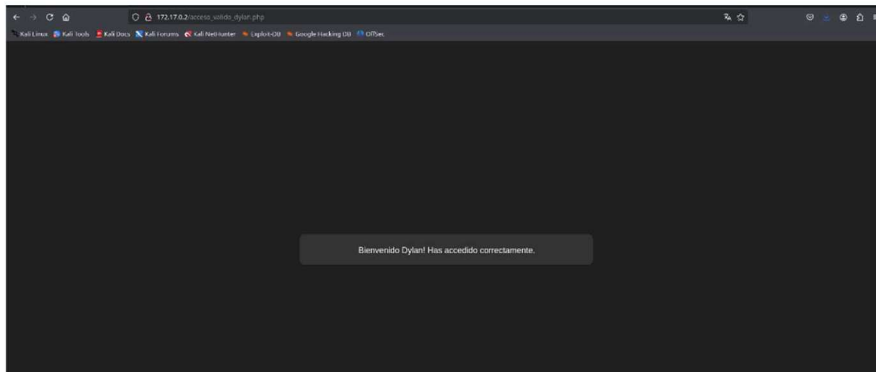 172.17.0.2/acceso_valido_dylan.php
Kali Linux Kali Tools Kali Docs Kali Forums Kali NetHunter Exploit-DB Google Hacking DB OffSec
Bienvenido Dylan! Has accedido correctamente.